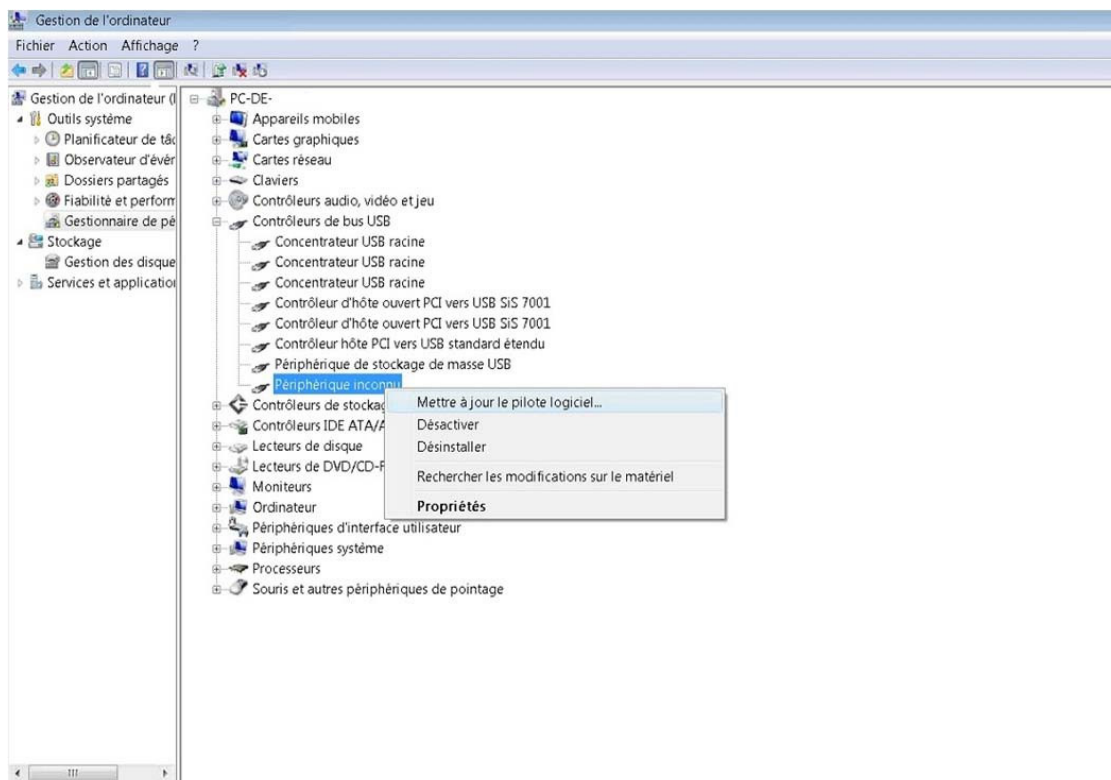 Gestion de l'ordinateur
Fichier Action Affichage ?
Gestion de l'ordinateur (l
Outils système
Planificateur de tâc
Observateur d'évér
Dossiers partagés
Fiabilité et perform
Gestionnaire de pé
Stockage
Gestion des disque
Services et application
PC-DE-
Appareils mobiles
Cartes graphiques
Cartes réseau
Claviers
Contrôleurs audio, vidéo et jeu
Contrôleurs de bus USB
Concentrateur USB racine
Concentrateur USB racine
Concentrateur USB racine
Contrôleur d'hôte ouvert PCI vers USB SiS 7001
Contrôleur d'hôte ouvert PCI vers USB SiS 7001
Contrôleur hôte PCI vers USB standard étendu
Périphérique de stockage de masse USB
Périphérique inconnu
Contrôleurs de stockag
Contrôleurs IDE ATA/A
Lecteurs de disque
Lecteurs de DVD/CD-R
Moniteurs
Ordinateur
Périphériques d'interface utilisateur
Périphériques système
Processeurs
Souris et autres périphériques de pointage
Mettre à jour le pilote logiciel...
Désactiver
Désinstaller
Rechercher les modifications sur le matériel
Propriétés